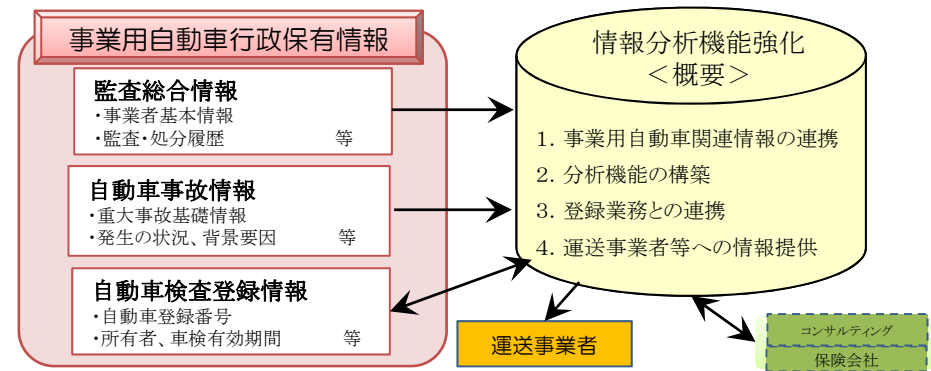 事業用自動車行政保有情報
監査総合情報
・事業者基本情報
・監査・処分履歴 等
自動車事故情報
・重大事故基礎情報
・発生の状況、背景要因 等
自動車検査登録情報
・自動車登録番号
・所有者、車検有効期間 等
情報分析機能強化
＜概要＞
1. 事業用自動車関連情報の連携
2. 分析機能の構築
3. 登録業務との連携
4. 運送事業者等への情報提供
運送事業者
コンサルティング
保険会社